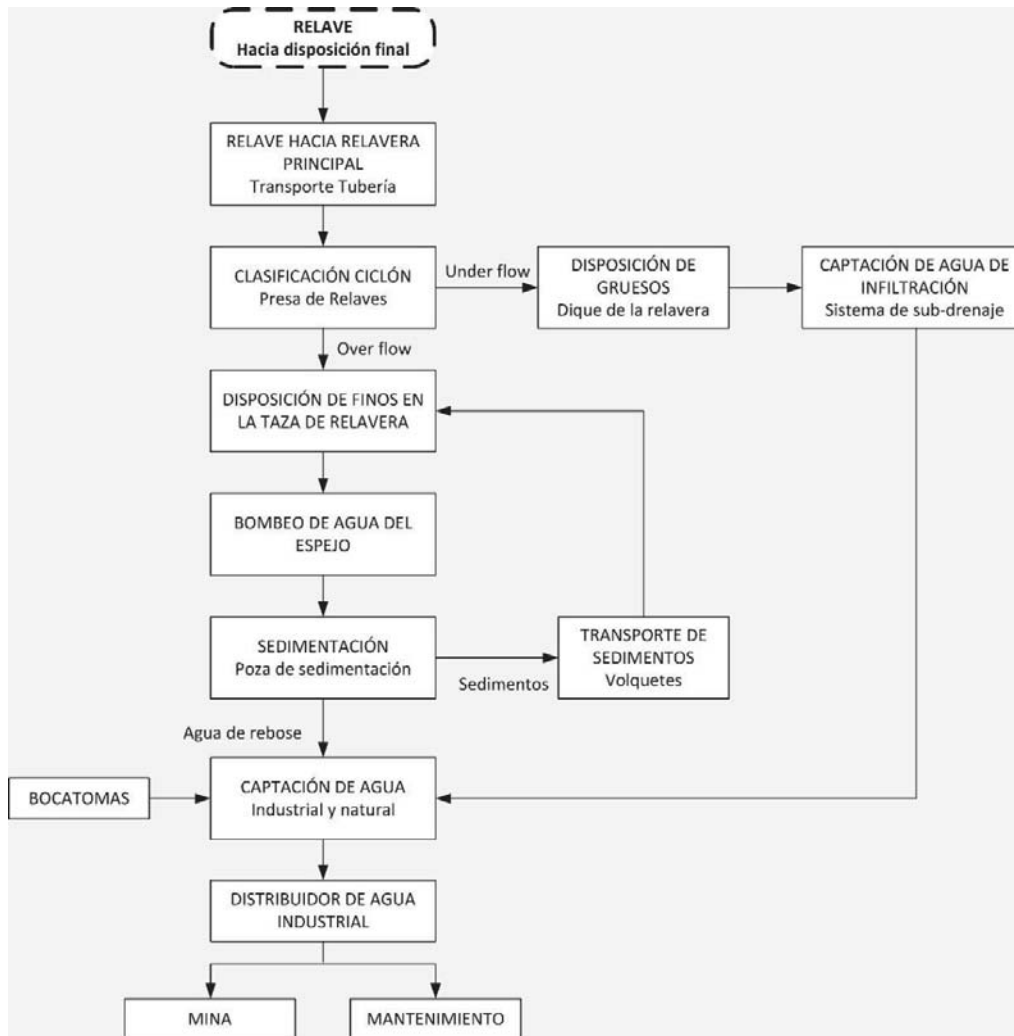 RELAVE
Hacia disposición final
RELAVE HACIA RELAVERA
PRINCIPAL
Transporte Tubería
CLASIFICACIÓN CICLÓN
Presa de Relaves
Under flow
DISPOSICIÓN DE
GRUESOS
Dique de la relavera
CAPTACIÓN DE AGUA DE
INFILTRACIÓN
Sistema de sub-drenaje
Over flow
DISPOSICIÓN DE FINOS EN
LA TAZA DE RELAVERA
BOMBEO DE AGUA DEL
ESPEJO
SEDIMENTACIÓN
Poza de sedimentación
Sedimentos
TRANSPORTE DE
SEDIMENTOS
Volquetes
Agua de rebose
BOCATOMAS
CAPTACIÓN DE AGUA
Industrial y natural
DISTRIBUIDOR DE AGUA
INDUSTRIAL
MINA
MANTENIMIENTO